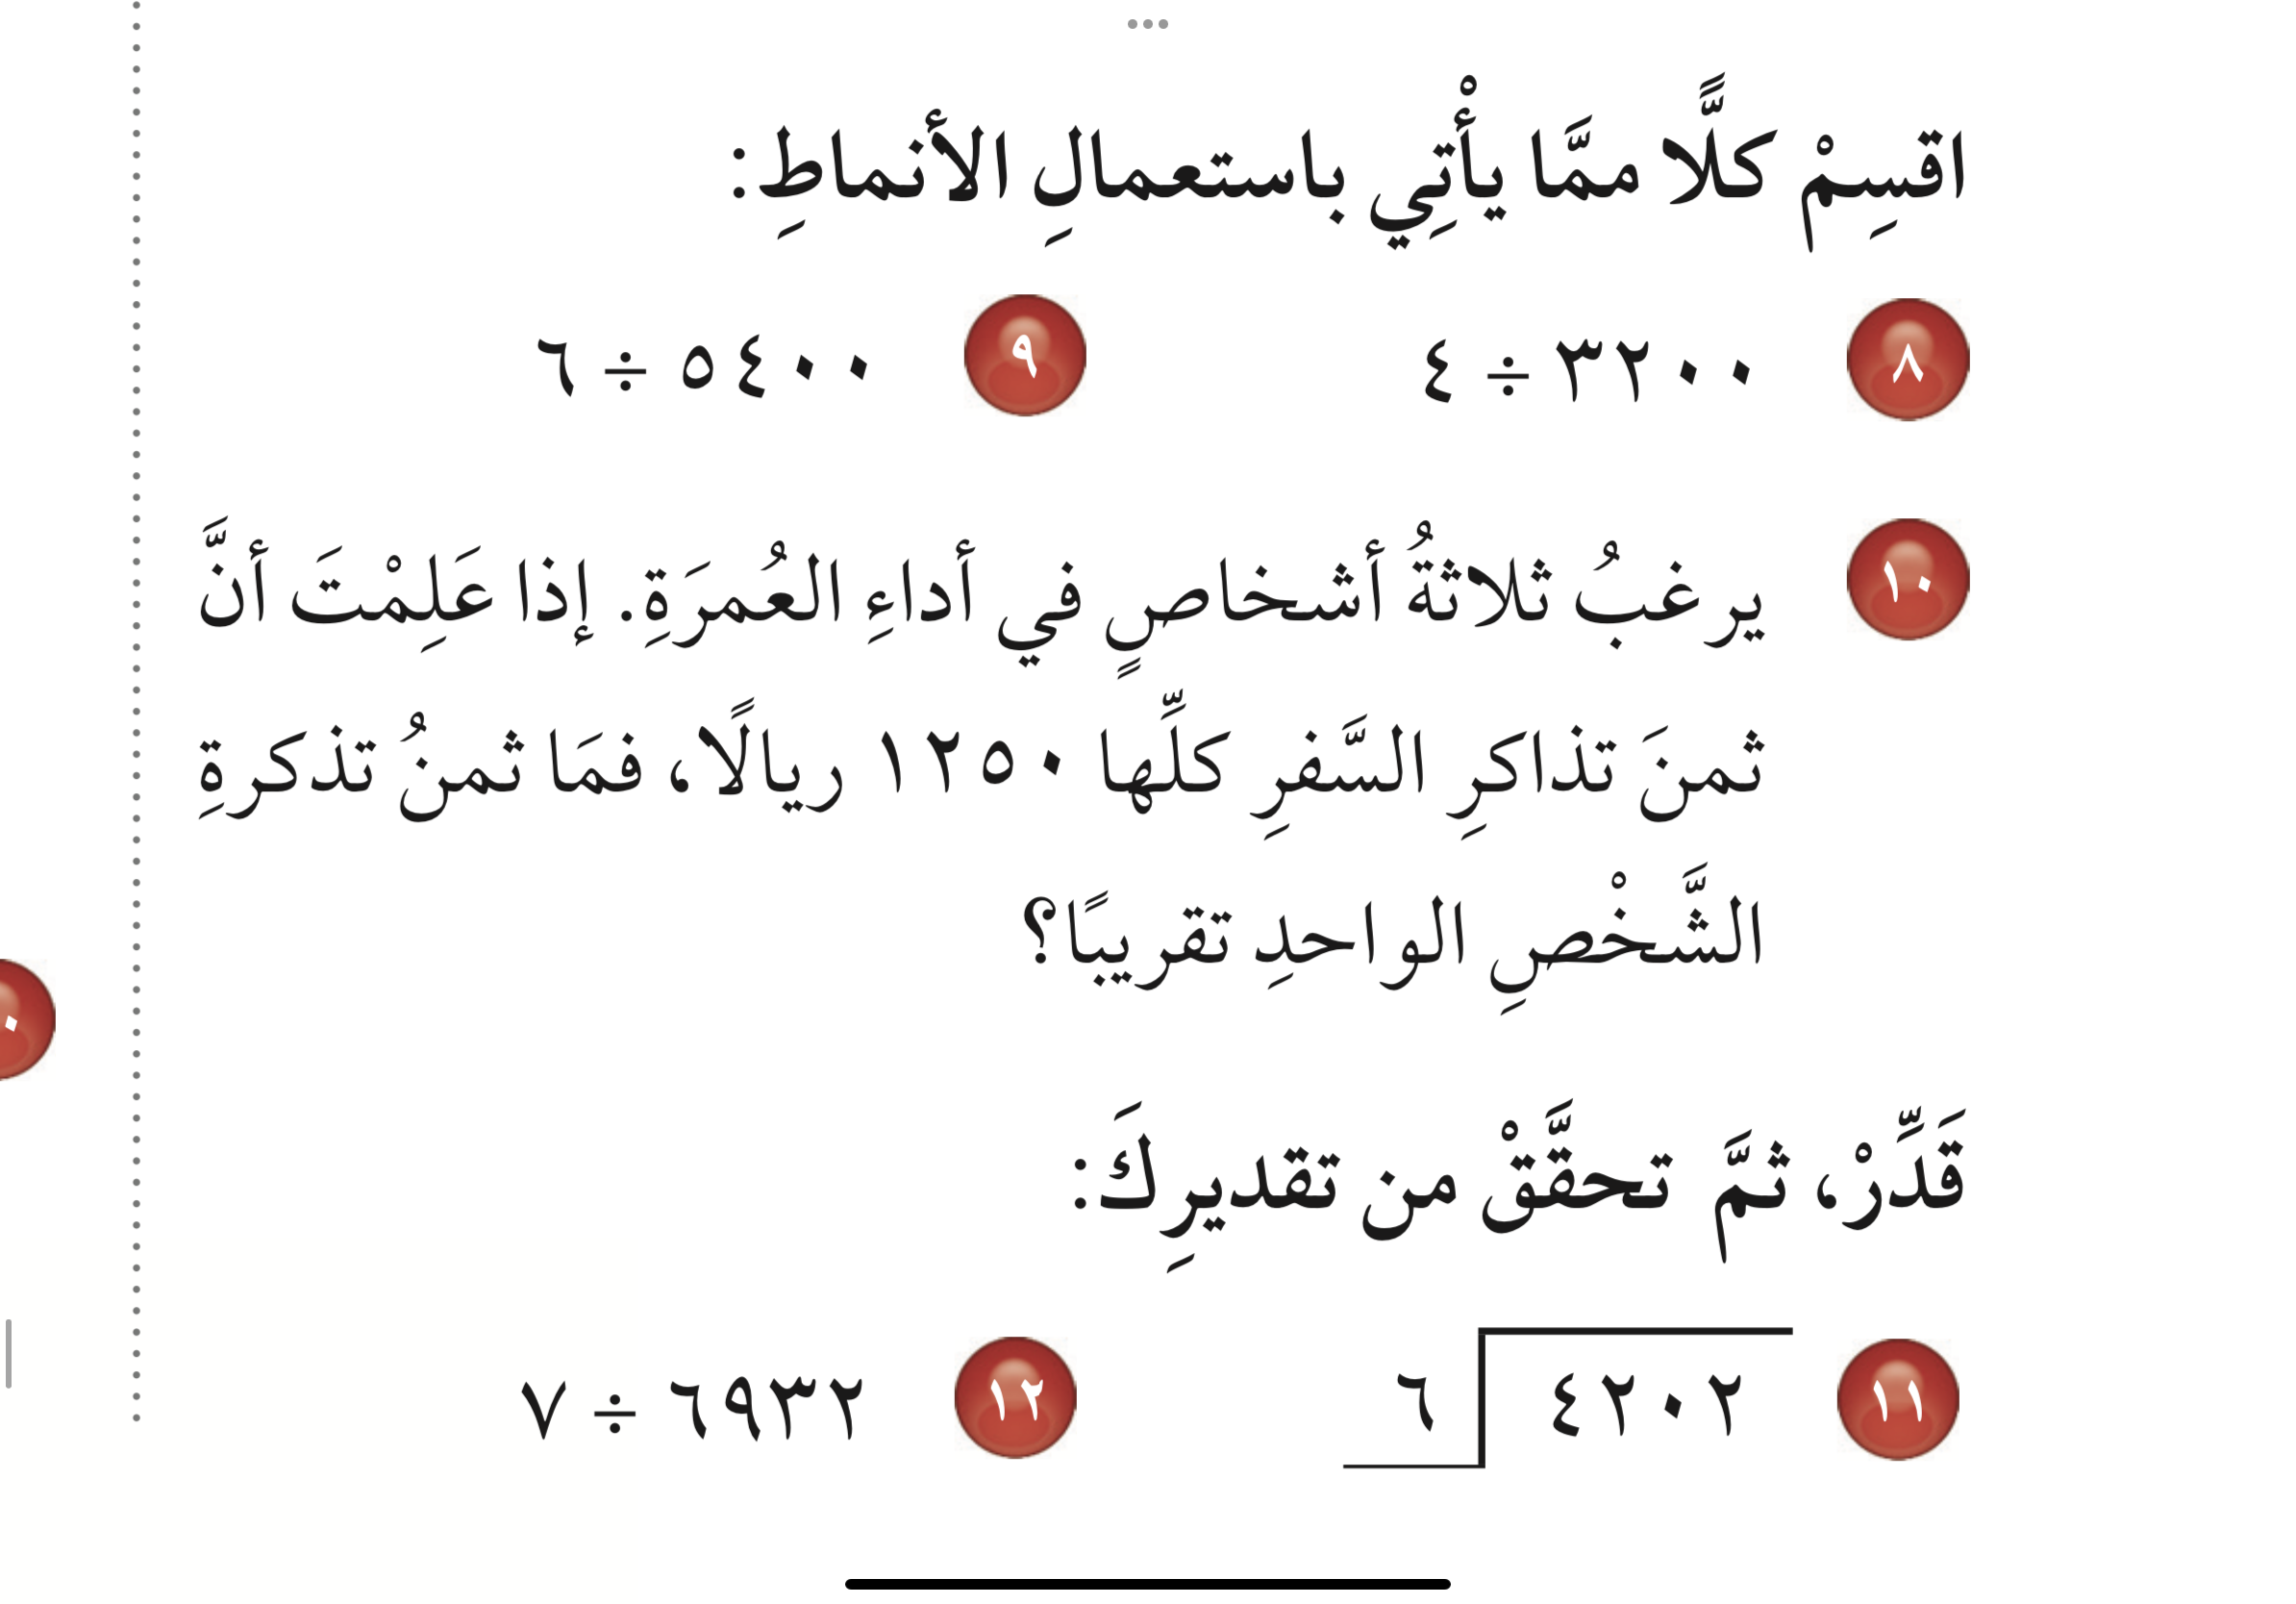 اقسِمْ كلًّا ممَّا يأْتِي باستعمالِ الأنماطِ:
٨ ٣٢٠٠ ÷ ٤ ٩ ٥٤٠٠ ÷ ٦
١٠ يرغبُ ثلاثةُ أشخاصٍ في أداءِ العُمرَةِ. إذا عَلِمْتَ أنَّ
ثمنَ تذاكرِ السَّفرِ كلِّها ١٢٥٠ ريالًا، فمَا ثمنُ تذكرةِ
الشَّخْصِ الواحدِ تقريبًا؟
قَدِّرْ، ثمَّ تحقَّقْ من تقديرِكَ:
١١ ٤٢٠٢ ٦ ١٢ ٦٩٣٢ ÷ ٧